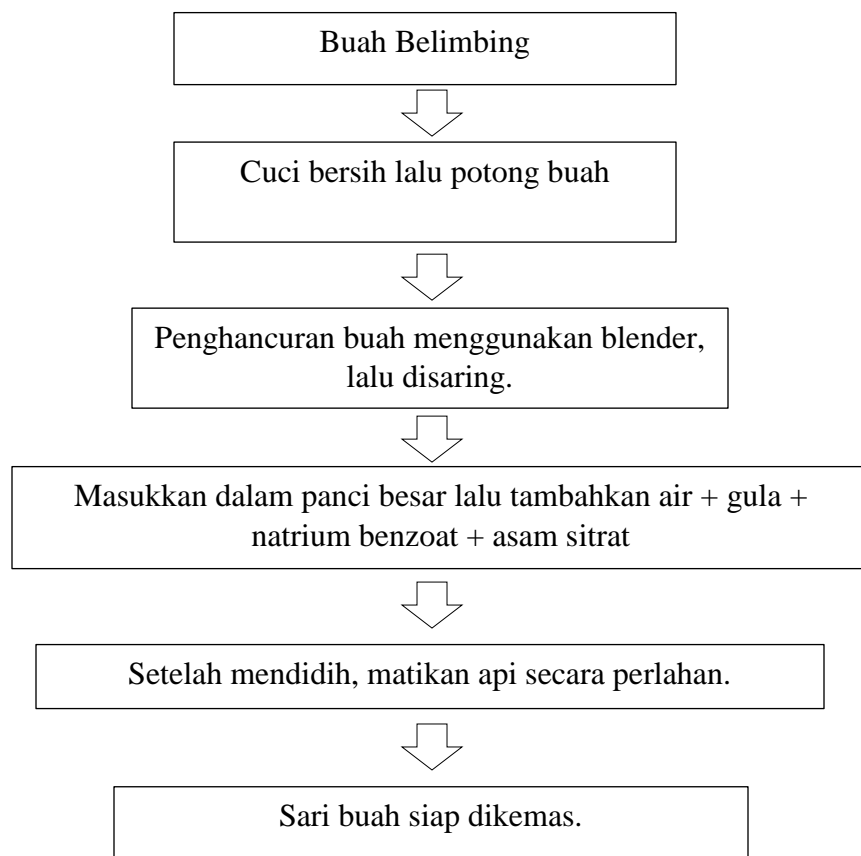 Buah Belimbing
Cuci bersih lalu potong buah
Penghancuran buah menggunakan blender,
lalu disaring.
Masukkan dalam panci besar lalu tambahkan air + gula +
natrium benzoat + asam sitrat
Setelah mendidih, matikan api secara perlahan.
Sari buah siap dikemas.